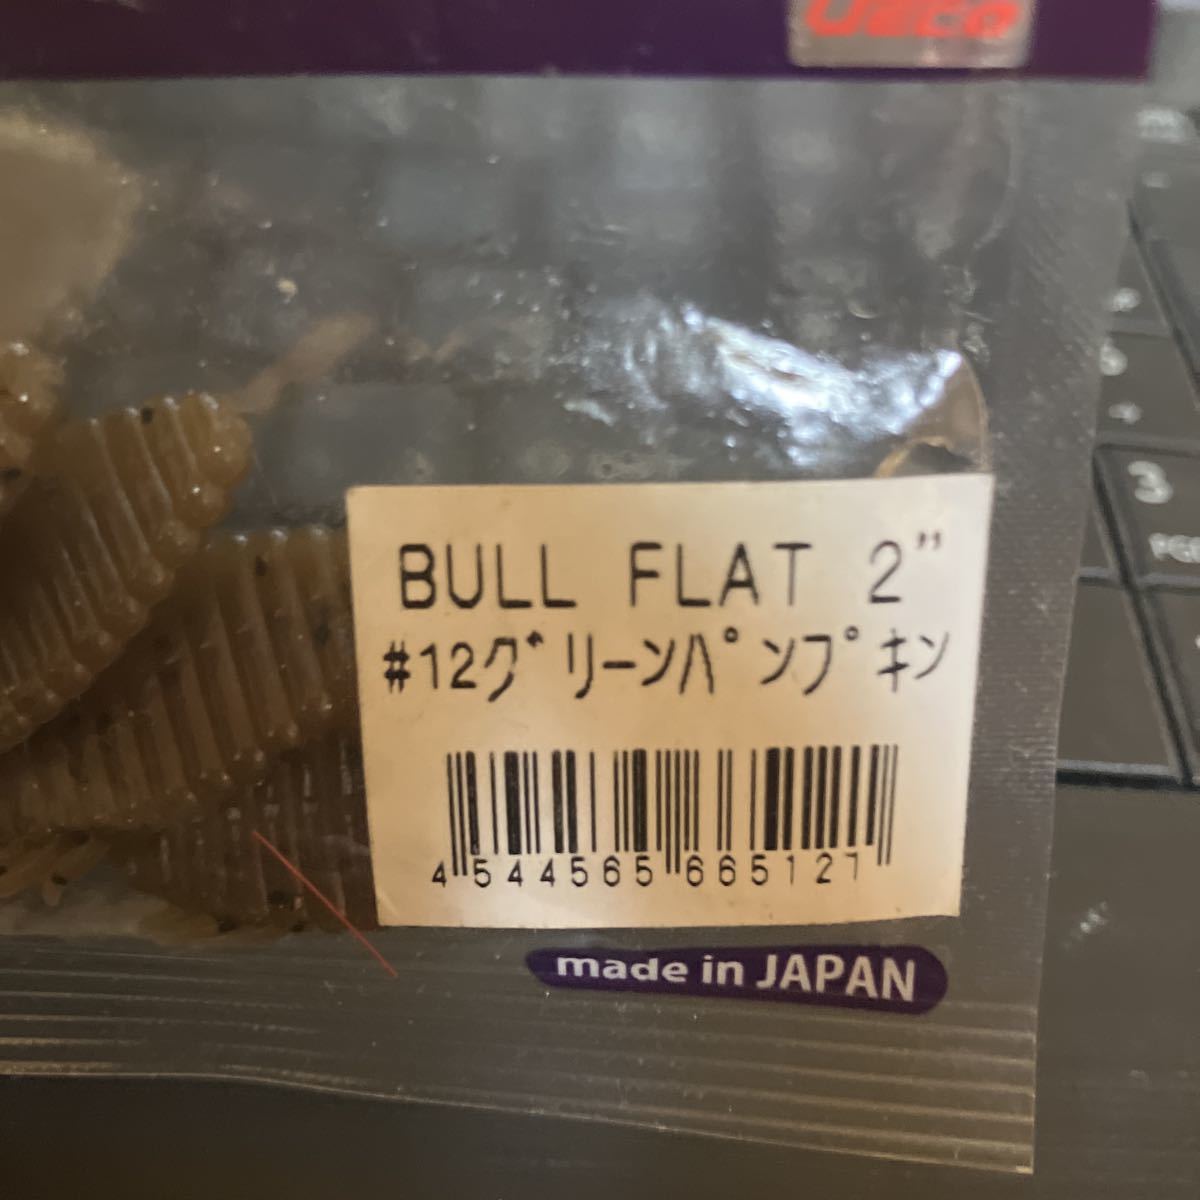 BULL FLAT 2"
#12グリーンパンプキン
4 544565 665127
made in JAPAN
3